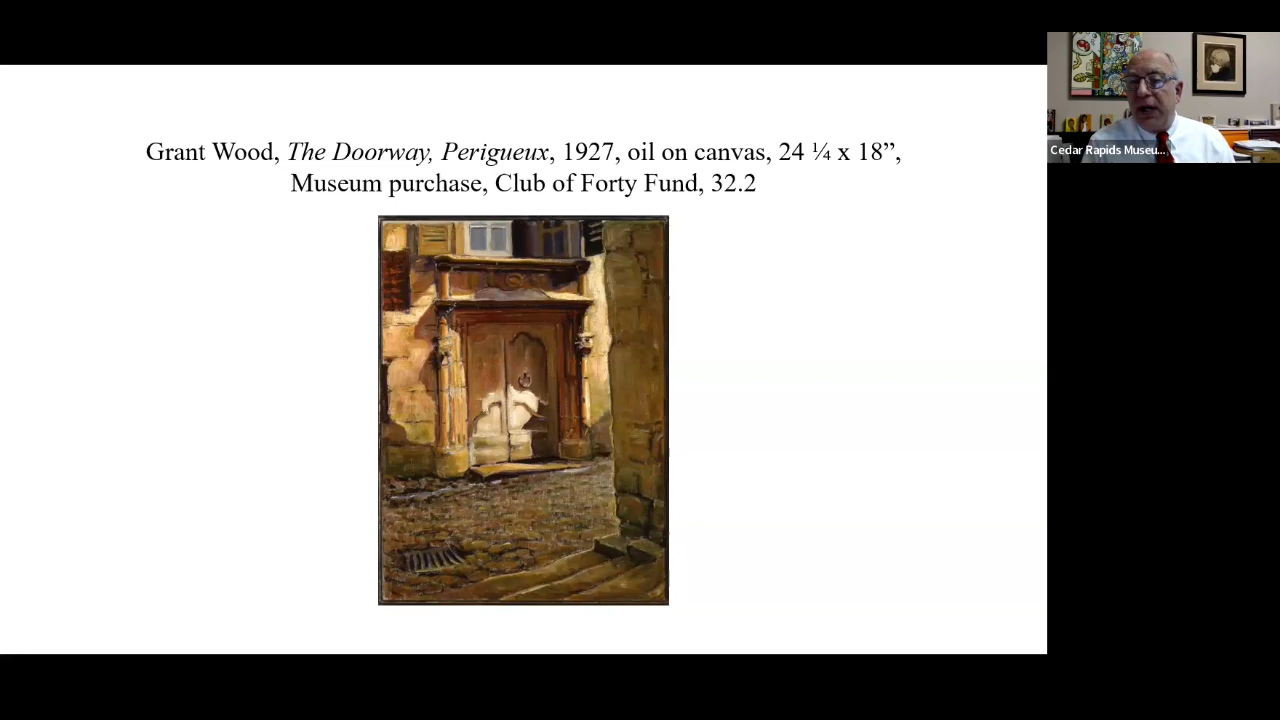 Grant Wood, The Doorway, Perigueux, 1927, oil on canvas, 24 ¼ x 18”,
Museum purchase, Club of Forty Fund, 32.2
Cedar Rapids Museu...